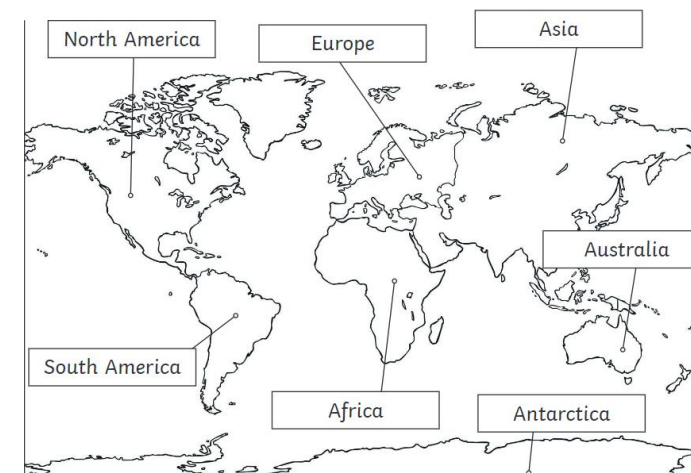 North America
Europe
Asia
Australia
South America
Africa
Antarctica